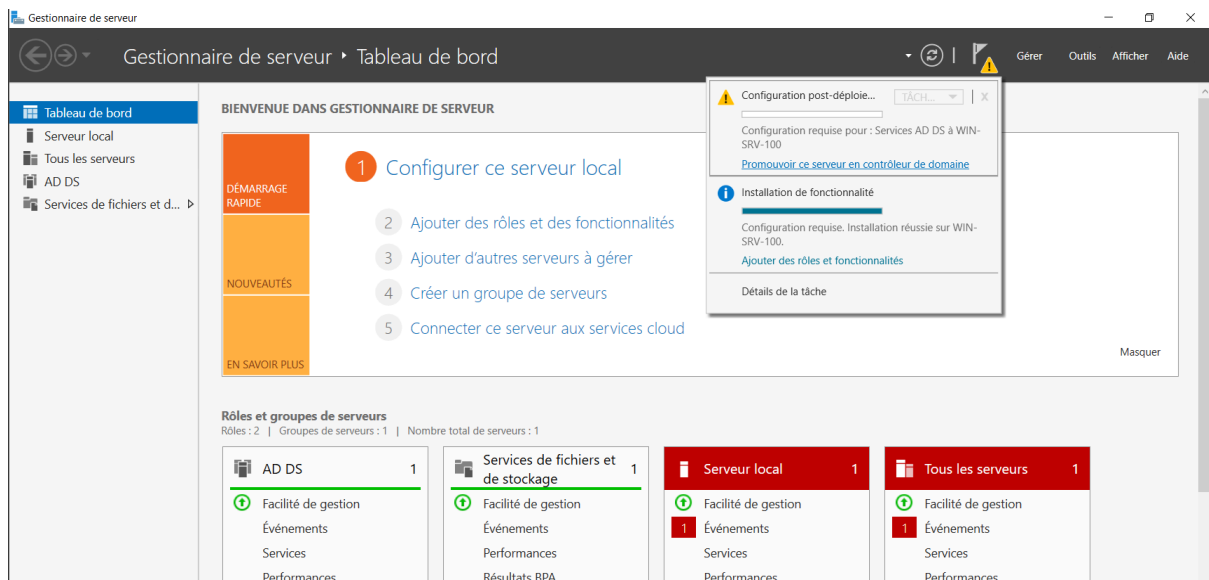 Gestionnaire de serveur
Gestionnaire de serveur
Tableau de bord
Gérer
Outils
Afficher
Aide
Tableau de bord
Serveur local
Tous les serveurs
AD DS
Services de fichiers et d...
BIENVENUE DANS GESTIONNAIRE DE SERVEUR
DÉMARRAGE
RAPIDE
NOUVEAUTÉS
EN SAVOIR PLUS
1 Configurer ce serveur local
2 Ajouter des rôles et des fonctionnalités
3 Ajouter d'autres serveurs à gérer
4 Créer un groupe de serveurs
5 Connecter ce serveur aux services cloud
Masquer
Configuration post-déploie...
TÂCH...
X
Configuration requise pour : Services AD DS à WIN-
SRV-100
Promouvoir ce serveur en contrôleur de domaine
Installation de fonctionnalité
Configuration requise. Installation réussie sur WIN-
SRV-100.
Ajouter des rôles et fonctionnalités
Détails de la tâche
Rôles et groupes de serveurs
Rôles : 2 | Groupes de serveurs : 1 | Nombre total de serveurs : 1
AD DS 1
Facilité de gestion
Événements
Services
Performances
Services de fichiers et
de stockage
1
Facilité de gestion
Événements
Performances
Résultats BPA
Serveur local 1
Facilité de gestion
1 Événements
Services
Performances
Tous les serveurs 1
Facilité de gestion
1 Événements
Services
Performances